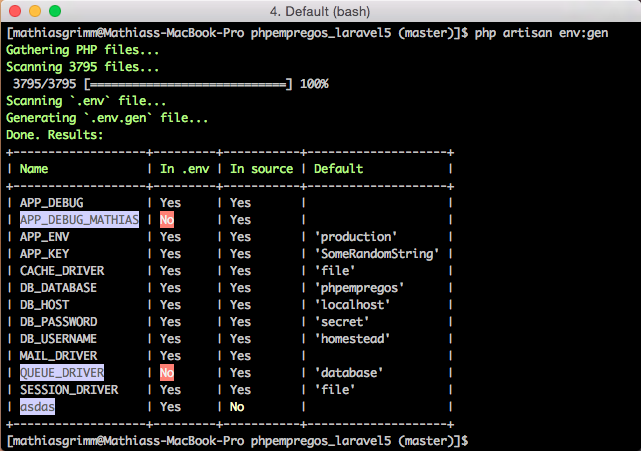 4. Default (bash)
[mathiasgrimm@Mathiass-MacBook-Pro phpempregos_laravel5 (master)]$ php artisan env:gen
Gathering PHP files...
Scanning 3795 files...
 3795/3795 [============================] 100%
Scanning `.env` file...
Generating `.env.gen` file...
Done. Results:
+--------------------+---------+-----------+--------------------+
| Name               | In .env | In source | Default            |
+--------------------+---------+-----------+--------------------+
| APP_DEBUG          | Yes     | Yes       |                    |
| APP_DEBUG_MATHIAS  | No      | Yes       |                    |
| APP_ENV            | Yes     | Yes       | 'production'       |
| APP_KEY            | Yes     | Yes       | 'SomeRandomString' |
| CACHE_DRIVER       | Yes     | Yes       | 'file'             |
| DB_DATABASE        | Yes     | Yes       | 'phpempregos'      |
| DB_HOST            | Yes     | Yes       | 'localhost'        |
| DB_PASSWORD        | Yes     | Yes       | 'secret'           |
| DB_USERNAME        | Yes     | Yes       | 'homestead'        |
| MAIL_DRIVER        | Yes     | Yes       |                    |
| QUEUE_DRIVER       | No      | Yes       | 'database'         |
| SESSION_DRIVER     | Yes     | Yes       | 'file'             |
| asdas              | Yes     | No        |                    |
+--------------------+---------+-----------+--------------------+
[mathiasgrimm@Mathiass-MacBook-Pro phpempregos_laravel5 (master)]$